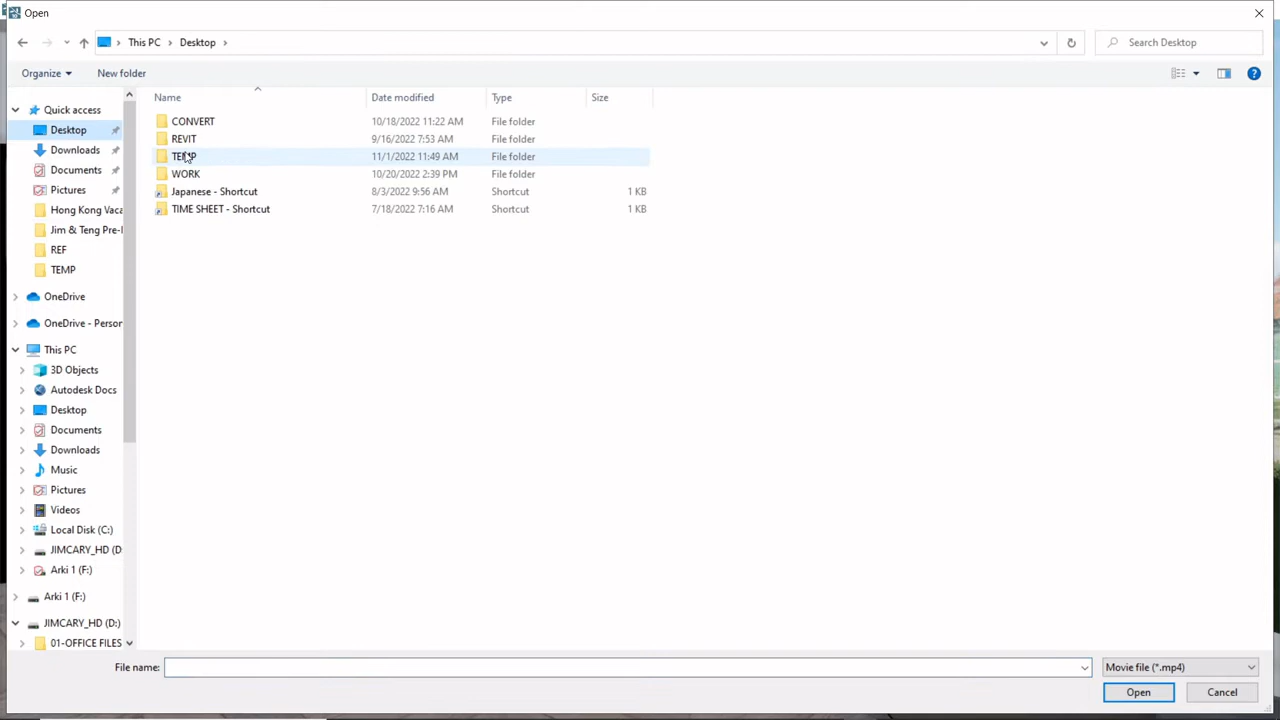 Open
This PC
Desktop
Search Desktop
Organize
New folder
Name
Date modified
Type
Size
Quick access
Desktop
Downloads
Documents
Pictures
Hong Kong Vaca
Jim & Teng Pre-I
REF
TEMP
OneDrive
OneDrive - Person
This PC
3D Objects
Autodesk Docs
Desktop
Documents
Downloads
Music
Pictures
Videos
Local Disk (C:)
JIMCARY_HD (D:
Arki 1 (F:)
Arki 1 (F:)
JIMCARY_HD (D:)
01-OFFICE FILES
CONVERT 10/18/2022 11:22 AM File folder
REVIT 9/16/2022 7:53 AM File folder
TEMP 11/1/2022 11:49 AM File folder
WORK 10/20/2022 2:39 PM File folder
Japanese - Shortcut 8/3/2022 9:56 AM Shortcut 1 KB
TIME SHEET - Shortcut 7/18/2022 7:16 AM Shortcut 1 KB
File name:
Movie file (*.mp4)
Open
Cancel